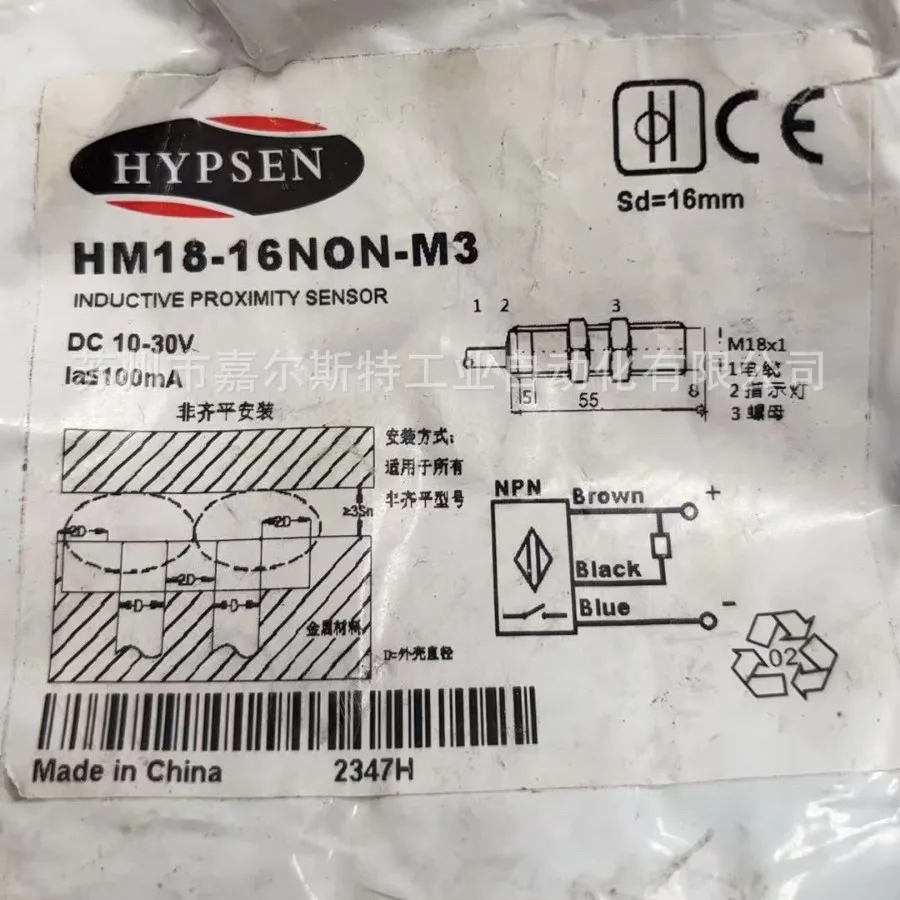 HYPSEN
CE
Sd=16mm
HM18-16NON-M3
INDUCTIVE PROXIMITY SENSOR
DC 10-30V
Ia≤100mA
州市嘉尔斯特工业自动化有限公司
1 2 3
M18x1
1 电缆
2 指示灯
3 螺母
5
55
8
非齐平安装
安装方式:
适用于所有
非齐平型号
≥3Sn
2D
2D
2D
D
D
金属材料
D=外壳直径
NPN
Brown
+
Black
Blue
-
02
Made in China
2347H